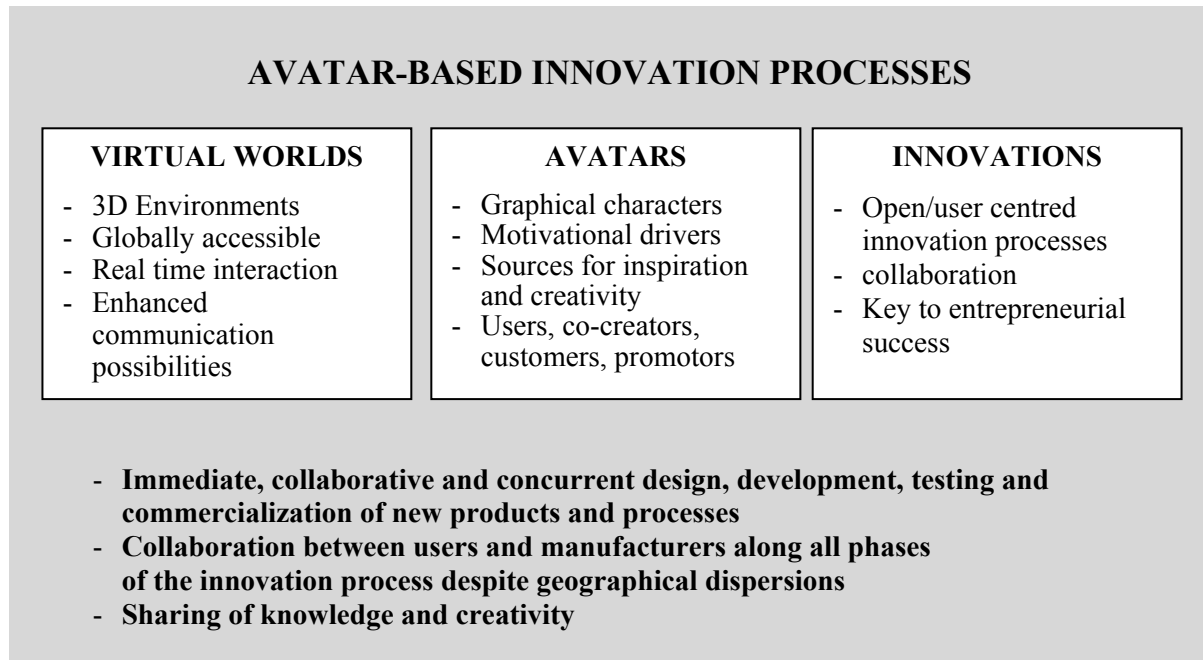 AVATAR-BASED INNOVATION PROCESSES
VIRTUAL WORLDS
- 3D Environments
- Globally accessible
- Real time interaction
- Enhanced
communication
possibilities
AVATARS
- Graphical characters
- Motivational drivers
- Sources for inspiration
and creativity
- Users, co-creators,
customers, promotors
INNOVATIONS
- Open/user centred
innovation processes
- collaboration
- Key to entrepreneurial
success
- Immediate, collaborative and concurrent design, development, testing and
commercialization of new products and processes
- Collaboration between users and manufacturers along all phases
of the innovation process despite geographical dispersions
- Sharing of knowledge and creativity